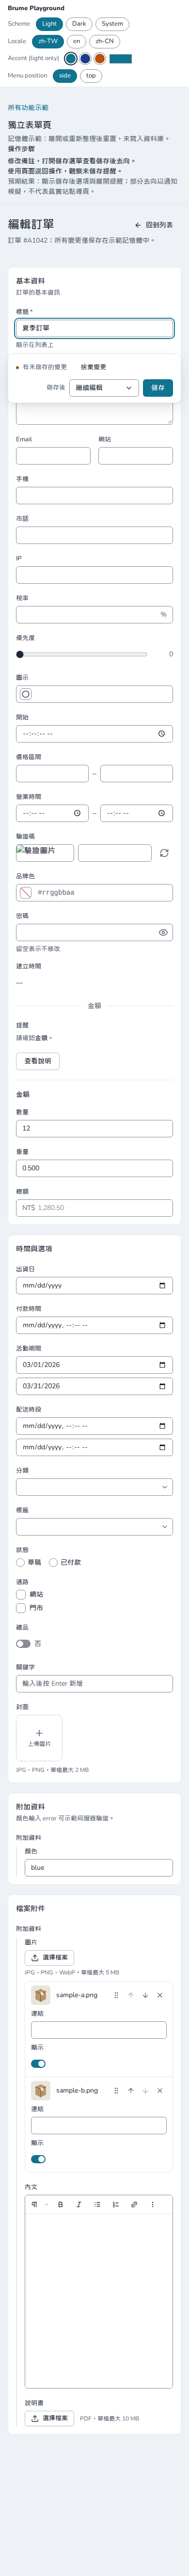 Brume Playground
Scheme Light Dark System
Locale zh-TW en zh-CN
Accent (light only)
Menu position side top
所有功能示範
獨立表單頁
記憶體示範：離開或重新整理後重置，未寫入資料庫。
操作步驟
修改備註，打開儲存選單查看儲存後去向。
使用頁面返回操作，觀察未儲存提醒。
預期結果：顯示儲存後選項與離開提醒；部分去向以通知模擬，不代表真實站點導頁。
編輯訂單
回到列表
訂單 #A1042；所有變更僅保存在示範記憶中。
基本資料
訂單的基本資訊
標題 *
夏季訂單
顯示在列表上
有未儲存的變更 捨棄變更
儲存後 繼續編輯 儲存
Email 網站
手機
市話
IP
稅率
%
優先度
0
圖示
開始
--:--:-- --
價格區間
–
營業時間
--:-- -- – --:-- --
驗證碼
驗證圖片
品牌色
#rrggbbaa
密碼
留空表示不修改
建立時間
—
金額
提醒
請確認金額。
查看說明
金額
數量
12
重量
0.500
總額
NT$ 1,280.50
時間與選項
出貨日
mm/dd/yyyy
付款時間
mm/dd/yyyy, --:-- --
活動期間
03/01/2026
03/31/2026
配送時段
mm/dd/yyyy, --:-- --
mm/dd/yyyy, --:-- --
分類
標籤
狀態
草稿 已付款
通路
網站
門市
禮品
否
關鍵字
輸入後按 Enter 新增
封面
上傳圖片
JPG、PNG，單檔最大 2 MB
附加資料
顏色輸入 error 可示範伺服器驗證。
附加資料
顏色
blue
檔案附件
附加資料
圖片
選擇檔案
JPG、PNG、WebP，單檔最大 5 MB
sample-a.png
連結
顯示
sample-b.png
連結
顯示
內文
說明書
選擇檔案 PDF，單檔最大 10 MB